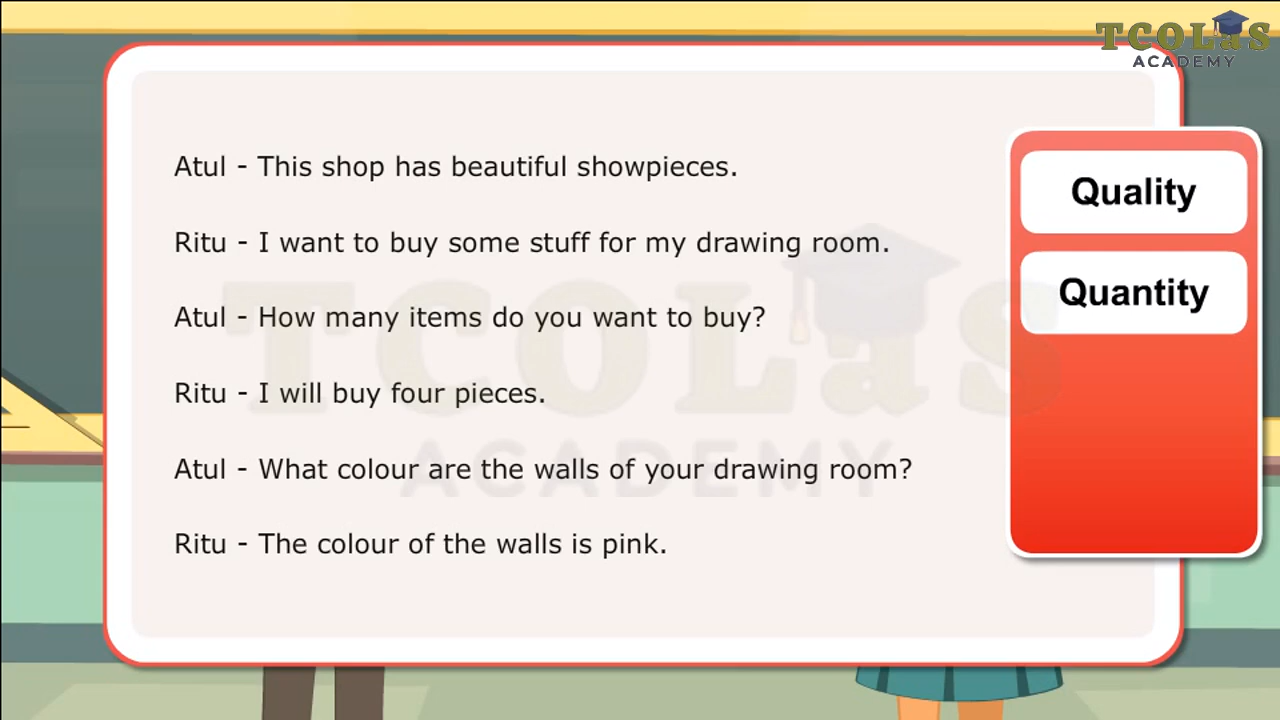 TCOLaS
ACADEMY
Atul - This shop has beautiful showpieces.
Ritu - I want to buy some stuff for my drawing room.
Atul - How many items do you want to buy?
Ritu - I will buy four pieces.
Atul - What colour are the walls of your drawing room?
Ritu - The colour of the walls is pink.
Quality
Quantity
TCOLaS
ACADEMY